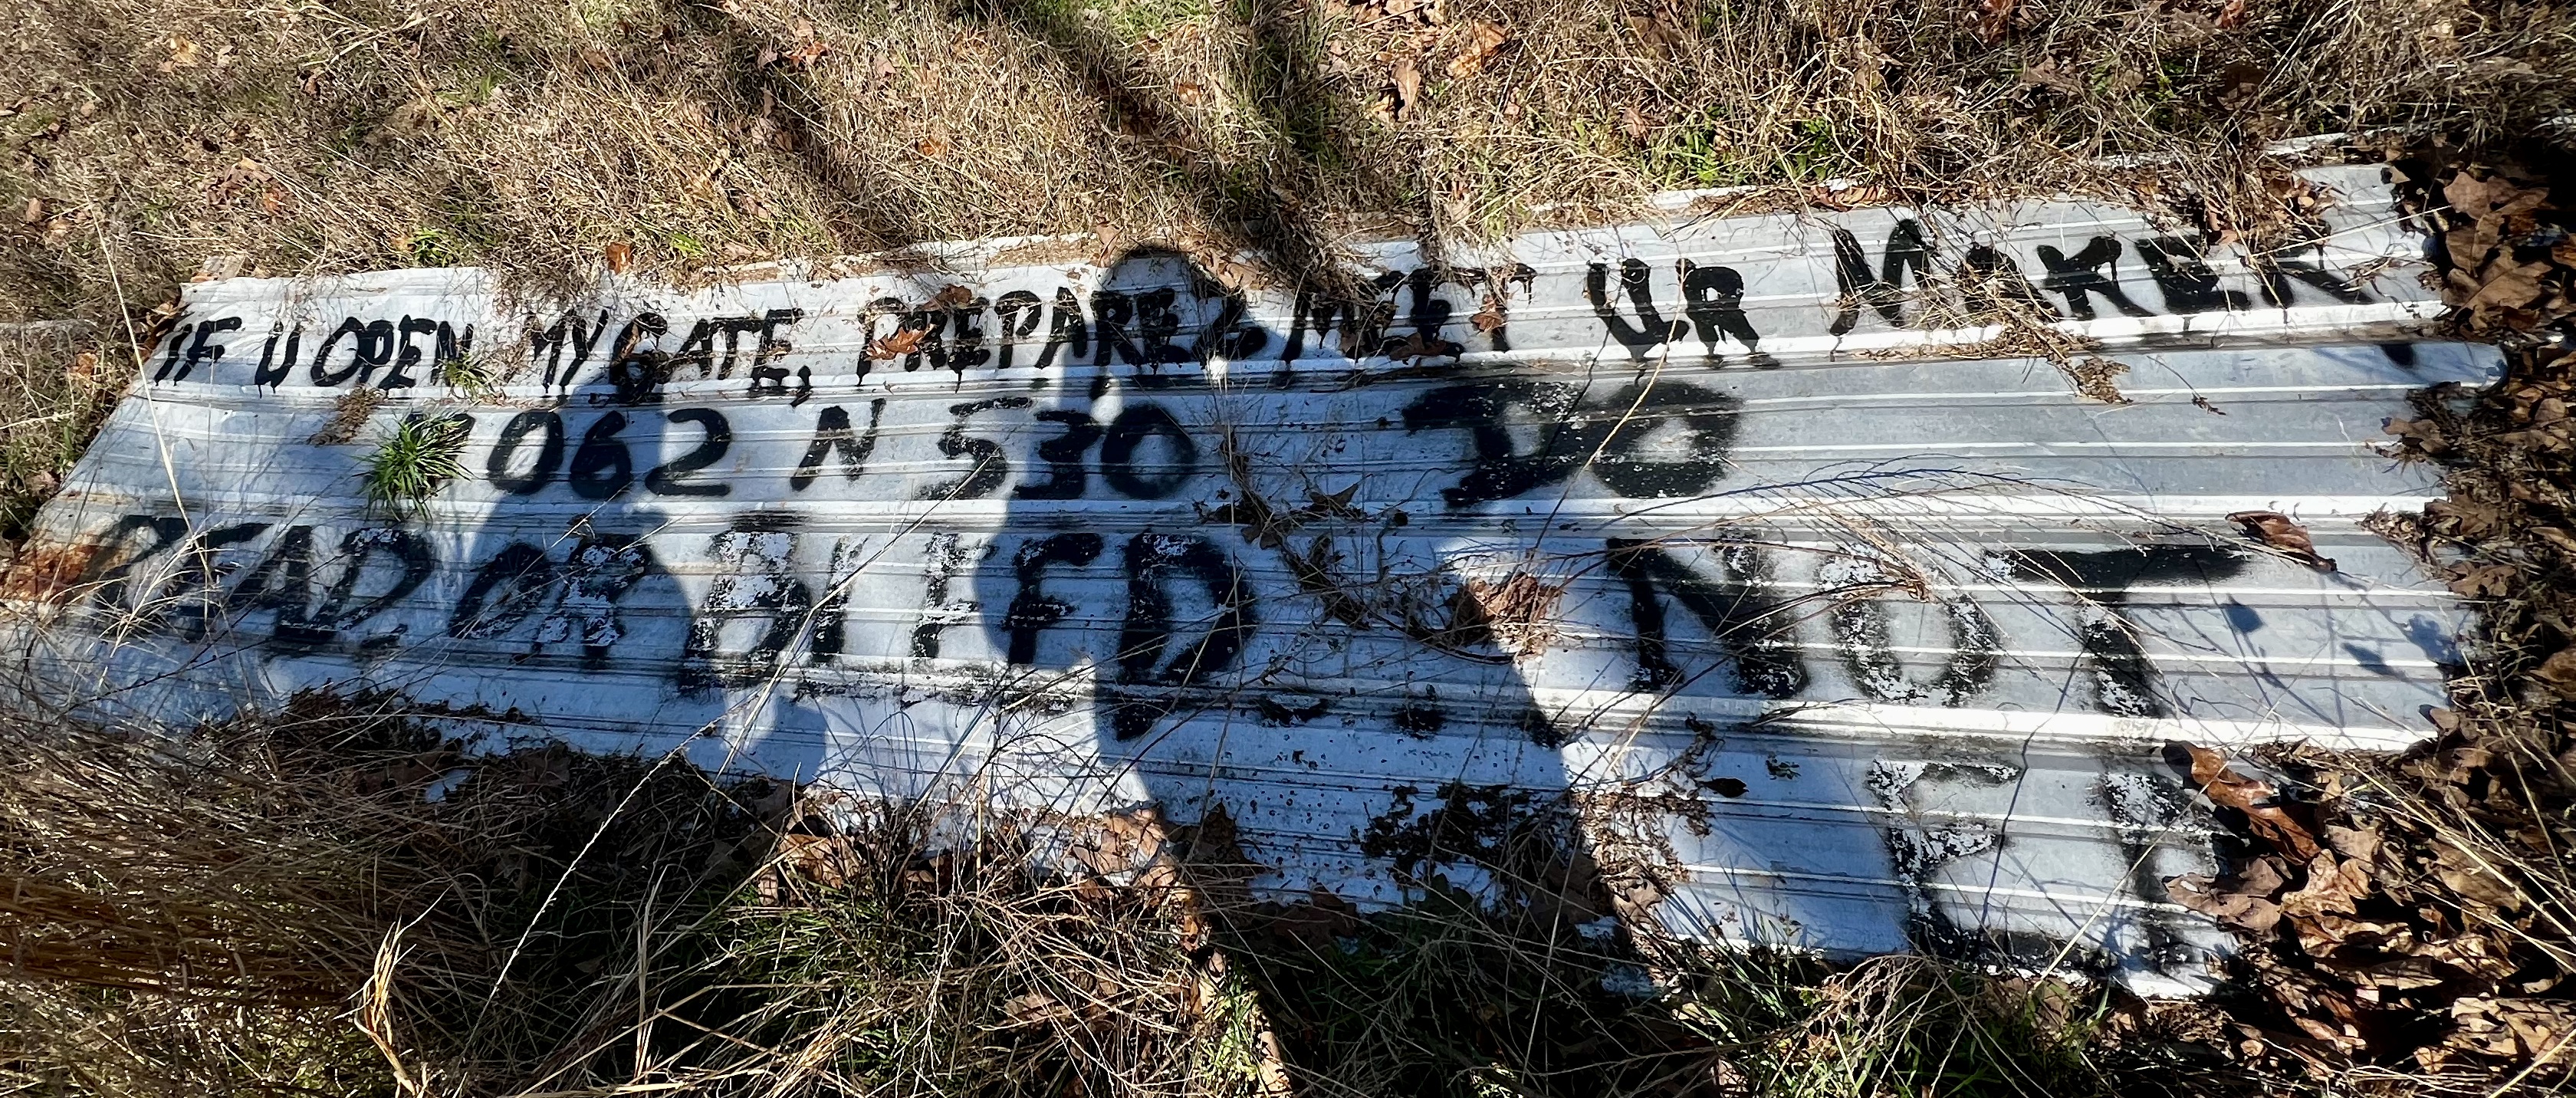 IF U OPEN MY GATE, PREPARE 2 MEET UR MAKER
062 N 530
DEAD OR
DO
NOT